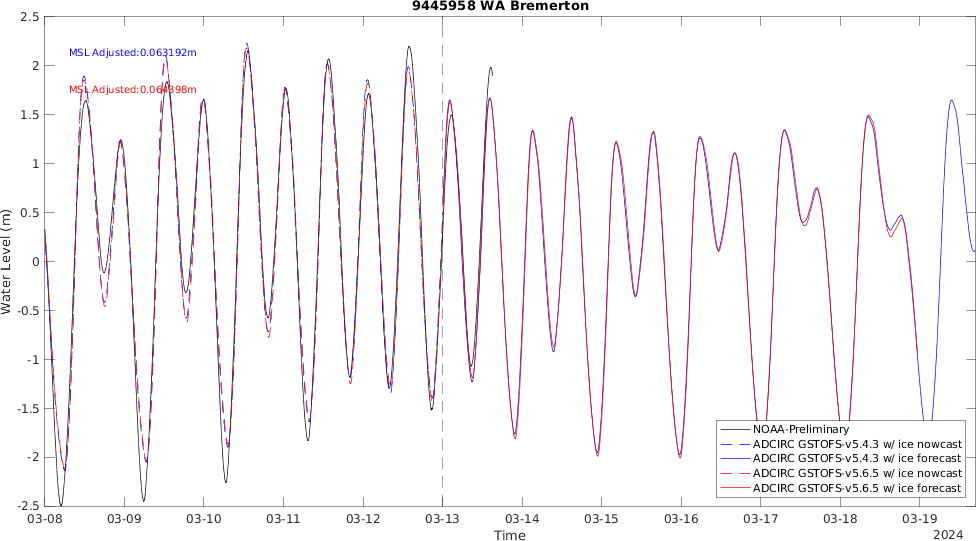 9445958 WA Bremerton
2.5
2
1.5
1
0.5
0
-0.5
-1
-1.5
-2
-2.5
Water Level (m)
MSL Adjusted:0.063192m
MSL Adjusted:0.064398m
NOAA-Preliminary
ADCIRC GSTOFS-v5.4.3 w/ ice nowcast
ADCIRC GSTOFS-v5.4.3 w/ ice forecast
ADCIRC GSTOFS-v5.6.5 w/ ice nowcast
ADCIRC GSTOFS-v5.6.5 w/ ice forecast
03-08 03-09 03-10 03-11 03-12 03-13 03-14 03-15 03-16 03-17 03-18 03-19
Time
2024